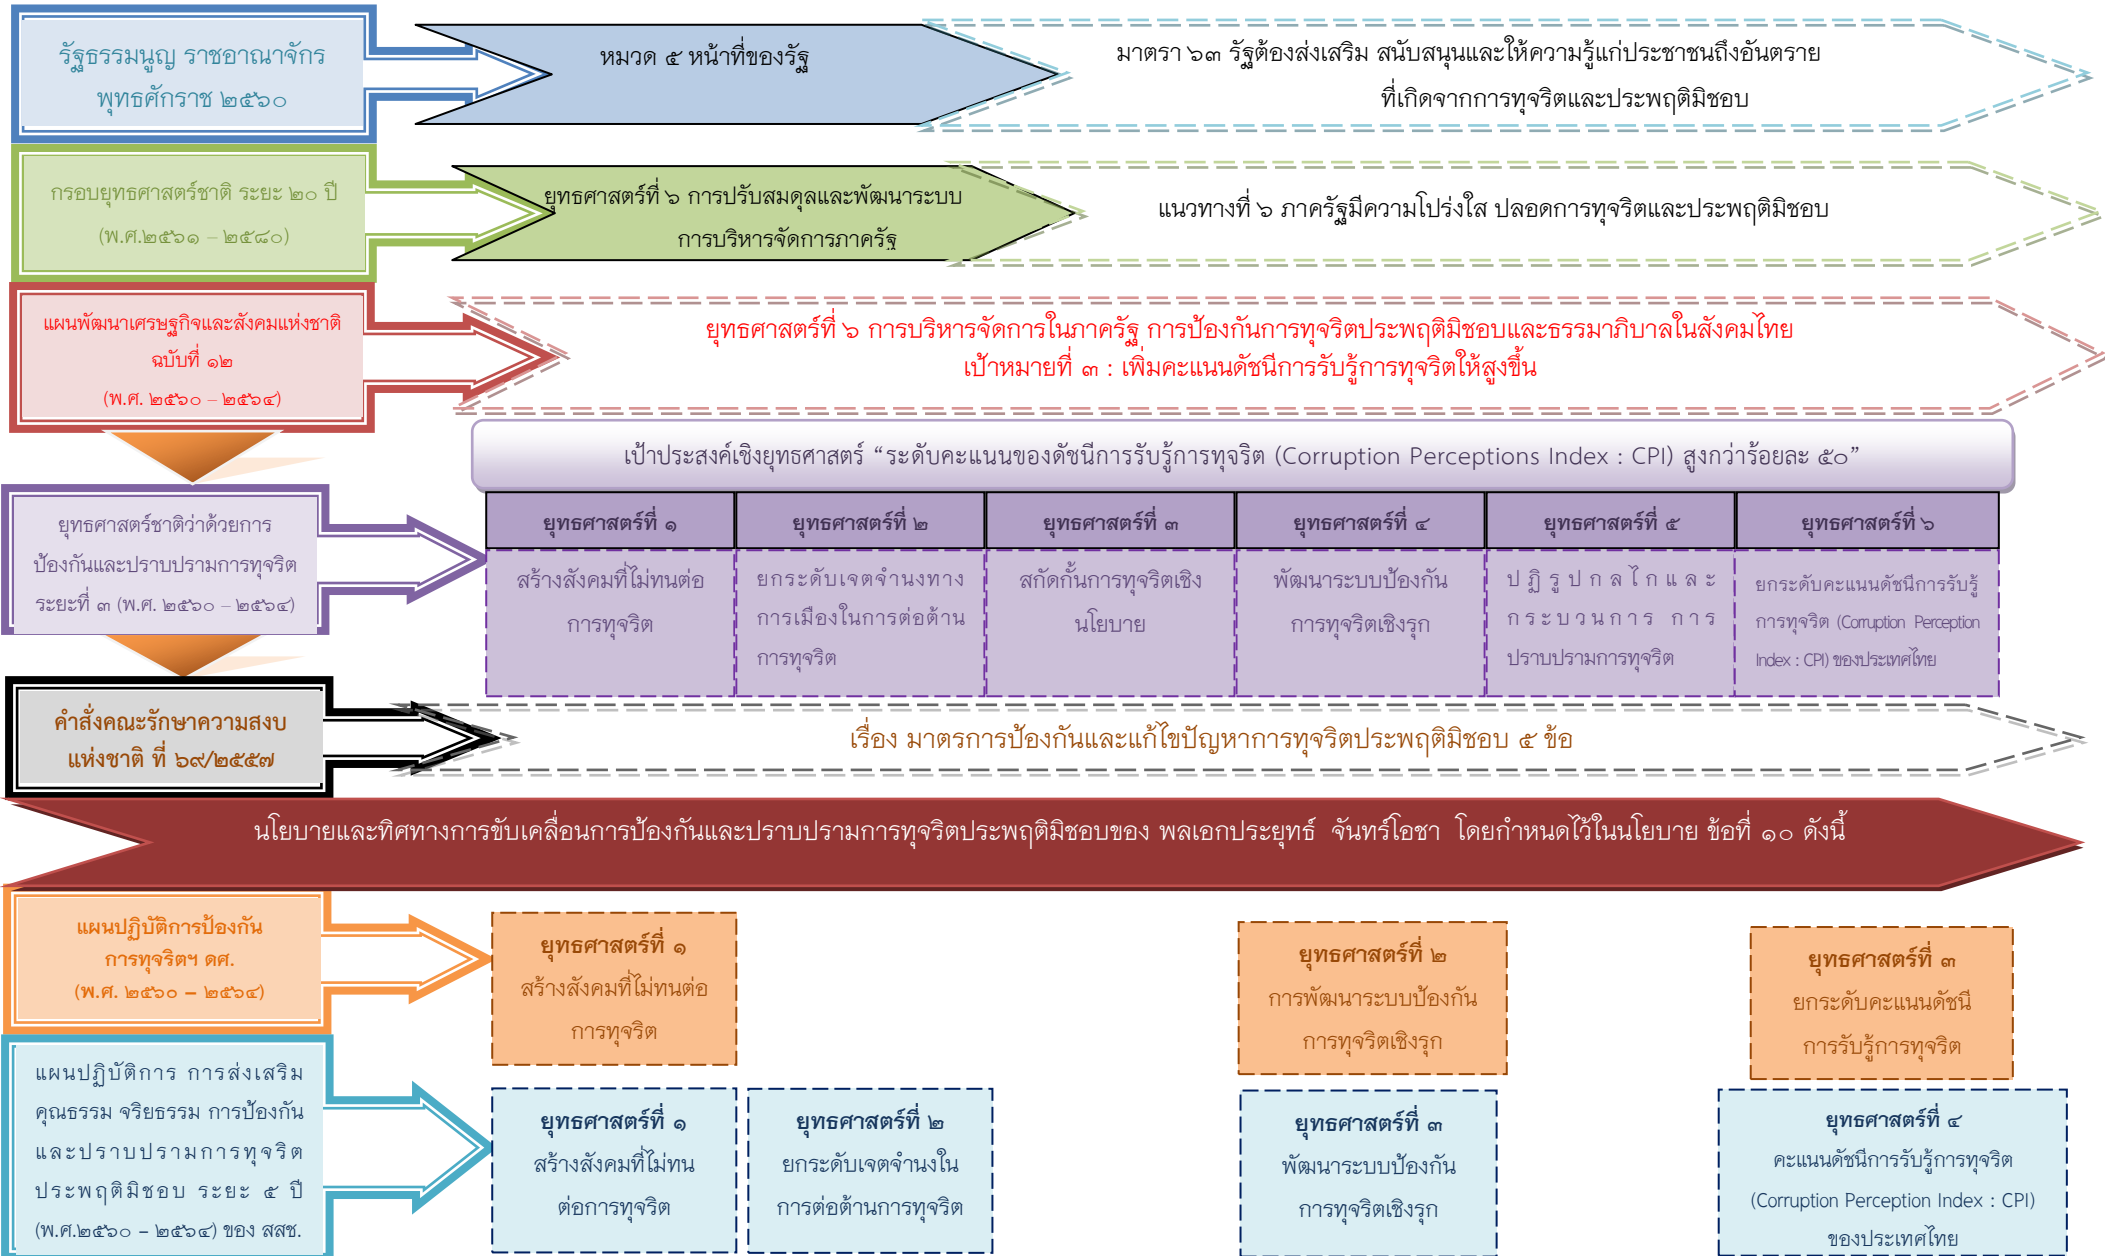 รัฐธรรมนูญ ราชอาณาจักร
พุทธศักราช ๒๕๖๐
หมวด ๕ หน้าที่ของรัฐ
มาตรา ๖๓ รัฐต้องส่งเสริม สนับสนุนและให้ความรู้แก่ประชาชนถึงอันตราย
ที่เกิดจากการทุจริตและประพฤติมิชอบ
กรอบยุทธศาสตร์ชาติ ระยะ ๒๐ ปี
(พ.ศ.๒๕๖๑ – ๒๕๘๐)
ยุทธศาสตร์ที่ ๖ การปรับสมดุลและพัฒนาระบบ
การบริหารจัดการภาครัฐ
แนวทางที่ ๖ ภาครัฐมีความโปร่งใส ปลอดการทุจริตและประพฤติมิชอบ
แผนพัฒนาเศรษฐกิจและสังคมแห่งชาติ
ฉบับที่ ๑๒
(พ.ศ. ๒๕๖๐ – ๒๕๖๔)
ยุทธศาสตร์ที่ ๖ การบริหารจัดการในภาครัฐ การป้องกันการทุจริตประพฤติมิชอบและธรรมาภิบาลในสังคมไทย
เป้าหมายที่ ๓ : เพิ่มคะแนนดัชนีการรับรู้การทุจริตให้สูงขึ้น
เป้าประสงค์เชิงยุทธศาสตร์ “ระดับคะแนนของดัชนีการรับรู้การทุจริต (Corruption Perceptions Index : CPI) สูงกว่าร้อยละ ๕๐”
ยุทธศาสตร์ชาติว่าด้วยการ
ป้องกันและปราบปรามการทุจริต
ระยะที่ ๓ (พ.ศ. ๒๕๖๐ – ๒๕๖๔)
ยุทธศาสตร์ที่ ๑
สร้างสังคมที่ไม่ทนต่อ
การทุจริต
ยุทธศาสตร์ที่ ๒
ยกระดับเจตจำนงทาง
การเมืองในการต่อต้าน
การทุจริต
ยุทธศาสตร์ที่ ๓
สกัดกั้นการทุจริตเชิง
นโยบาย
ยุทธศาสตร์ที่ ๔
พัฒนาระบบป้องกัน
การทุจริตเชิงรุก
ยุทธศาสตร์ที่ ๕
ปฏิรูปกลไกและ
กระบวนการ การ
ปราบปรามการทุจริต
ยุทธศาสตร์ที่ ๖
ยกระดับคะแนนดัชนีการรับรู้
การทุจริต (Corruption Perception
Index : CPI) ของประเทศไทย
คำสั่งคณะรักษาความสงบ
แห่งชาติ ที่ ๖๙/๒๕๕๗
เรื่อง มาตรการป้องกันและแก้ไขปัญหาการทุจริตประพฤติมิชอบ ๕ ข้อ
นโยบายและทิศทางการขับเคลื่อนการป้องกันและปราบปรามการทุจริตประพฤติมิชอบของ พลเอกประยุทธ์ จันทร์โอชา โดยกำหนดไว้ในนโยบาย ข้อที่ ๑๐ ดังนี้
แผนปฏิบัติการป้องกัน
การทุจริตฯ ดศ.
(พ.ศ. ๒๕๖๐ – ๒๕๖๔)
ยุทธศาสตร์ที่ ๑
สร้างสังคมที่ไม่ทนต่อ
การทุจริต
ยุทธศาสตร์ที่ ๒
การพัฒนาระบบป้องกัน
การทุจริตเชิงรุก
ยุทธศาสตร์ที่ ๓
ยกระดับคะแนนดัชนี
การรับรู้การทุจริต
แผนปฏิบัติการ การส่งเสริม
คุณธรรม จริยธรรม การป้องกัน
และปราบปรามการทุจริต
ประพฤติมิชอบ ระยะ ๕ ปี
(พ.ศ.๒๕๖๐ – ๒๕๖๔) ของ สสช.
ยุทธศาสตร์ที่ ๑
สร้างสังคมที่ไม่ทน
ต่อการทุจริต
ยุทธศาสตร์ที่ ๒
ยกระดับเจตจำนงใน
การต่อต้านการทุจริต
ยุทธศาสตร์ที่ ๓
พัฒนาระบบป้องกัน
การทุจริตเชิงรุก
ยุทธศาสตร์ที่ ๔
คะแนนดัชนีการรับรู้การทุจริต
(Corruption Perception Index : CPI)
ของประเทศไทย